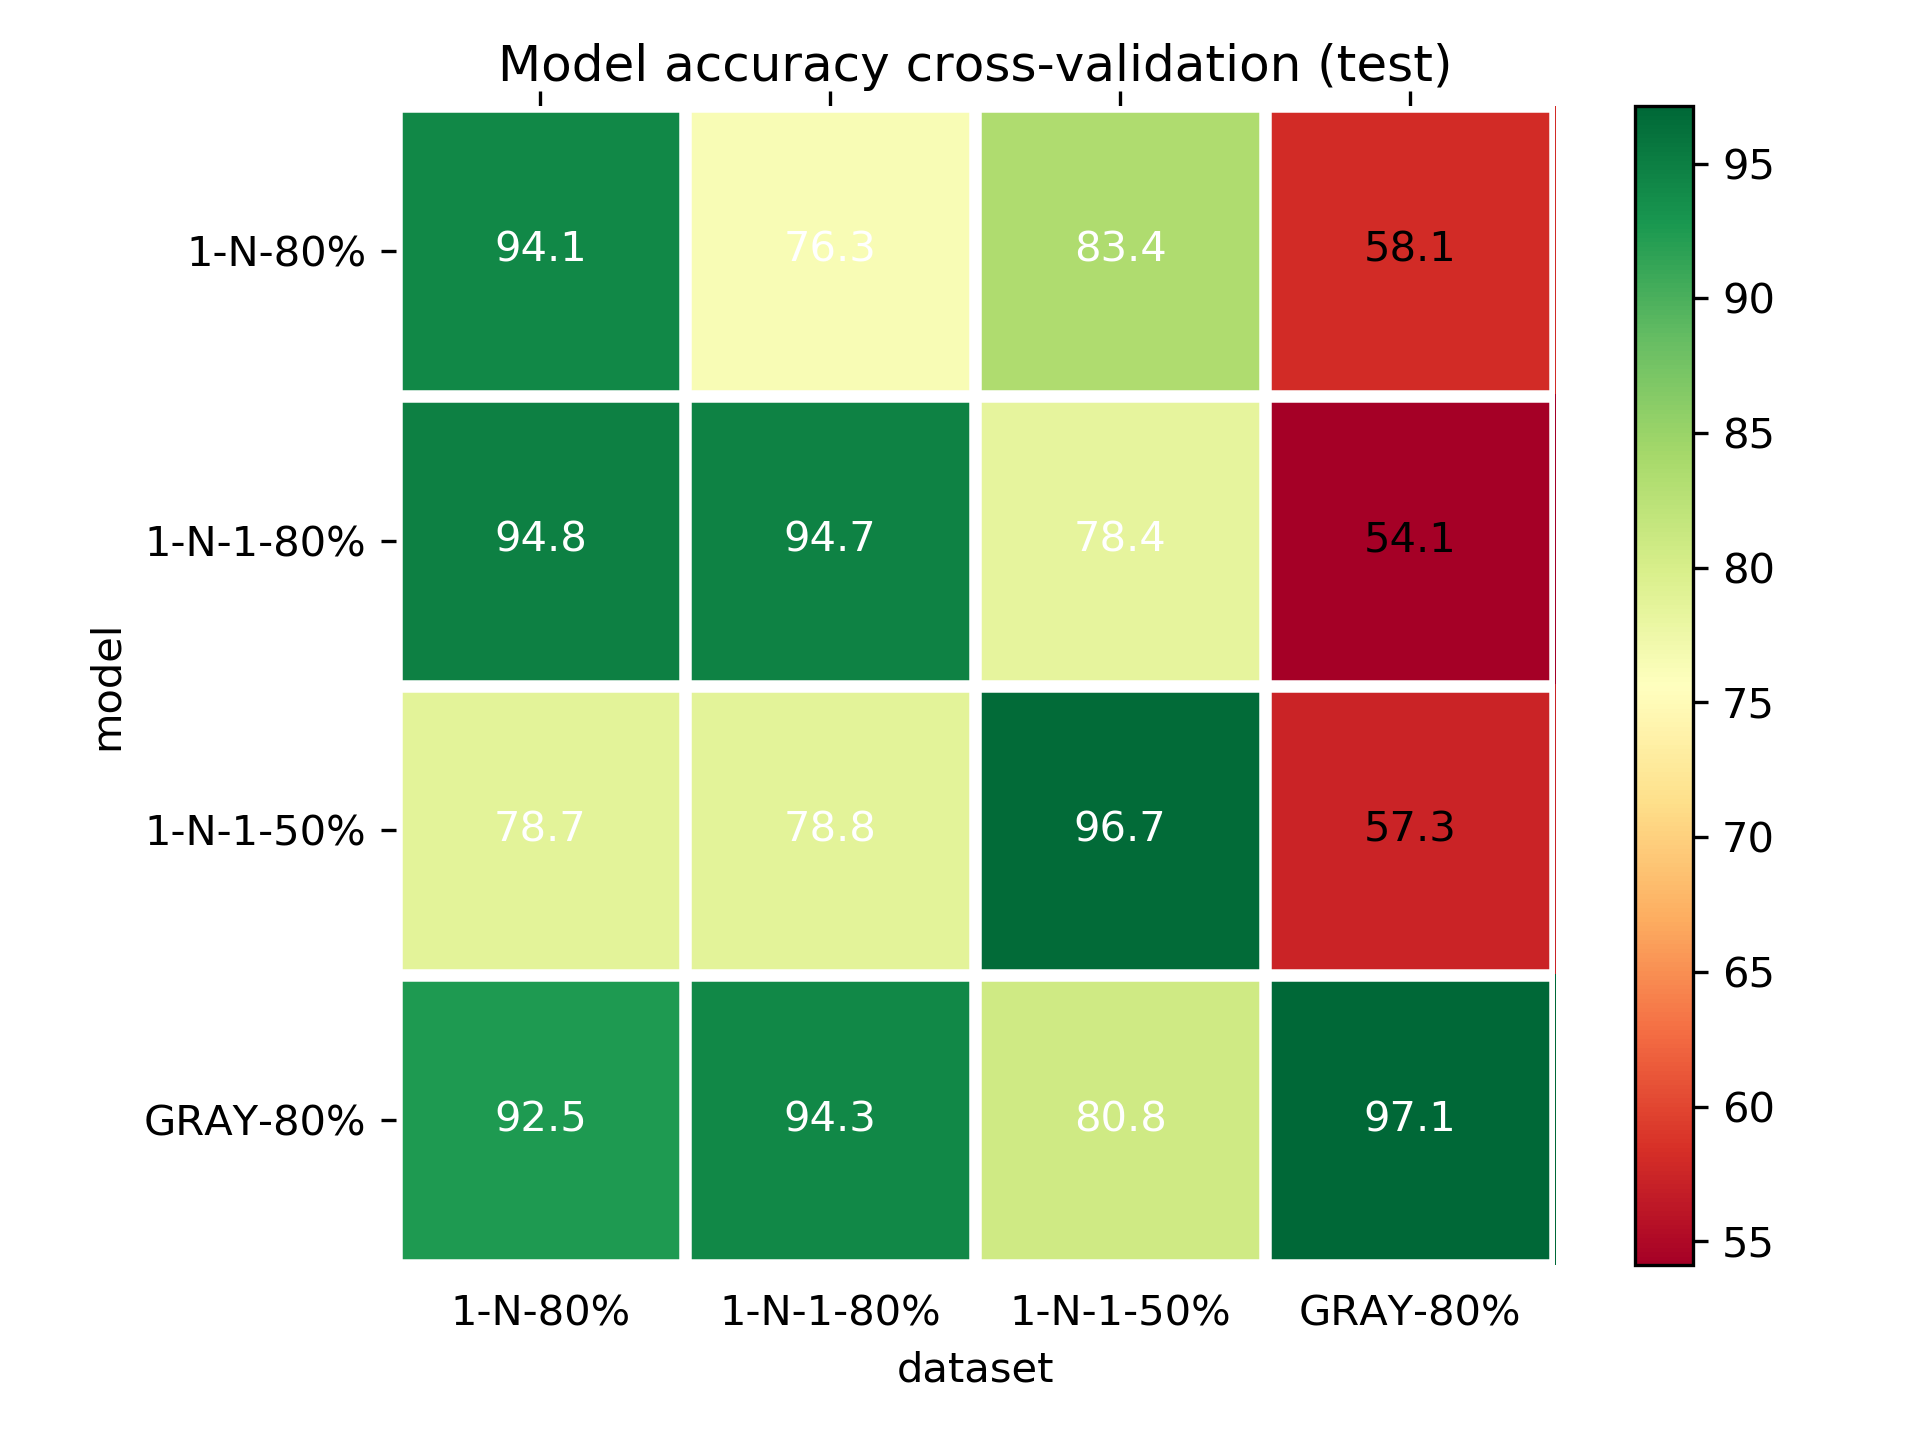 Model accuracy cross-validation (test)
1-N-80% 94.1 76.3 83.4 58.1
1-N-1-80% 94.8 94.7 78.4 54.1
1-N-1-50% 78.7 78.8 96.7 57.3
GRAY-80% 92.5 94.3 80.8 97.1
1-N-80% 1-N-1-80% 1-N-1-50% GRAY-80%
dataset
model
95
90
85
80
75
70
65
60
55